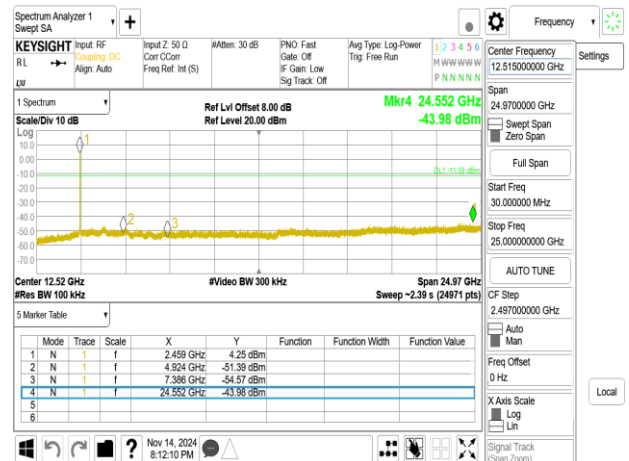 Spectrum Analyzer 1
Swept SA
Frequency
KEYSIGHT
RL
LXI
Input: RF
Coupling: DC
Align: Auto
Input Z: 50 Ω
Corr CCorr
Freq Ref: Int (S)
#Atten: 30 dB
PNO: Fast
Gate: Off
IF Gain: Low
Sig Track: Off
Avg Type: Log-Power
Trig: Free Run
1 2 3 4 5 6
M W W W W W
P N N N N N
Center Frequency
12.515000000 GHz
Settings
1 Spectrum
Scale/Div 10 dB
Ref Lvl Offset 8.00 dB
Ref Level 20.00 dBm
Mkr4 24.552 GHz
-43.98 dBm
Log
10.0
0.00
-10.0
-20.0
-30.0
-40.0
-50.0
-60.0
-70.0
1
2
3
DL1 -11.39 dBm
Center 12.52 GHz
#Res BW 100 kHz
#Video BW 300 kHz
Span 24.97 GHz
Sweep ~2.39 s (24971 pts)
Span
24.9700000 GHz
Swept Span
Zero Span
Full Span
Start Freq
30.000000 MHz
Stop Freq
25.000000000 GHz
AUTO TUNE
CF Step
2.497000000 GHz
Auto
Man
Freq Offset
0 Hz
X Axis Scale
Log
Lin
Signal Track
(Span Zoom)
Local
5 Marker Table
Mode Trace Scale X Y Function Function Width Function Value
1 N 1 f 2.459 GHz 4.25 dBm
2 N 1 f 4.924 GHz -51.39 dBm
3 N 1 f 7.386 GHz -54.57 dBm
4 N 1 f 24.552 GHz -43.98 dBm
5
6
?
Nov 14, 2024
8:12:10 PM